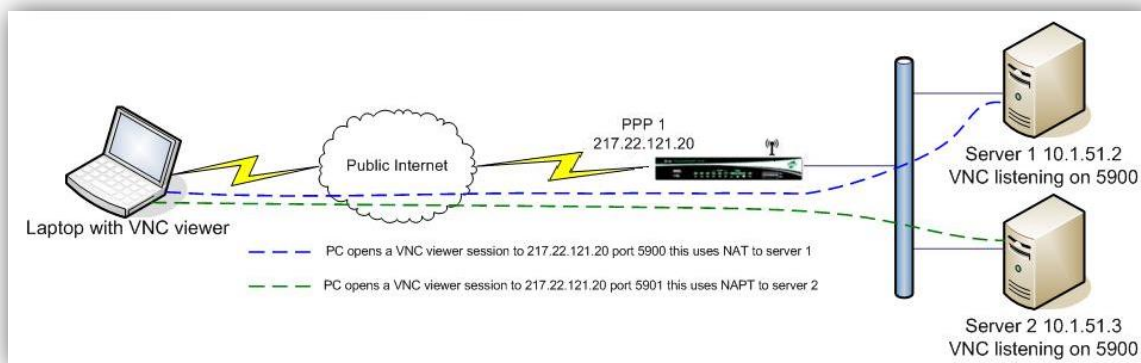 PPP 1
217.22.121.20
Public Internet
Laptop with VNC viewer
Server 1 10.1.51.2
VNC listening on 5900
PC opens a VNC viewer session to 217.22.121.20 port 5900 this uses NAT to server 1
PC opens a VNC viewer session to 217.22.121.20 port 5901 this uses NAPT to server 2
Server 2 10.1.51.3
VNC listening on 5900